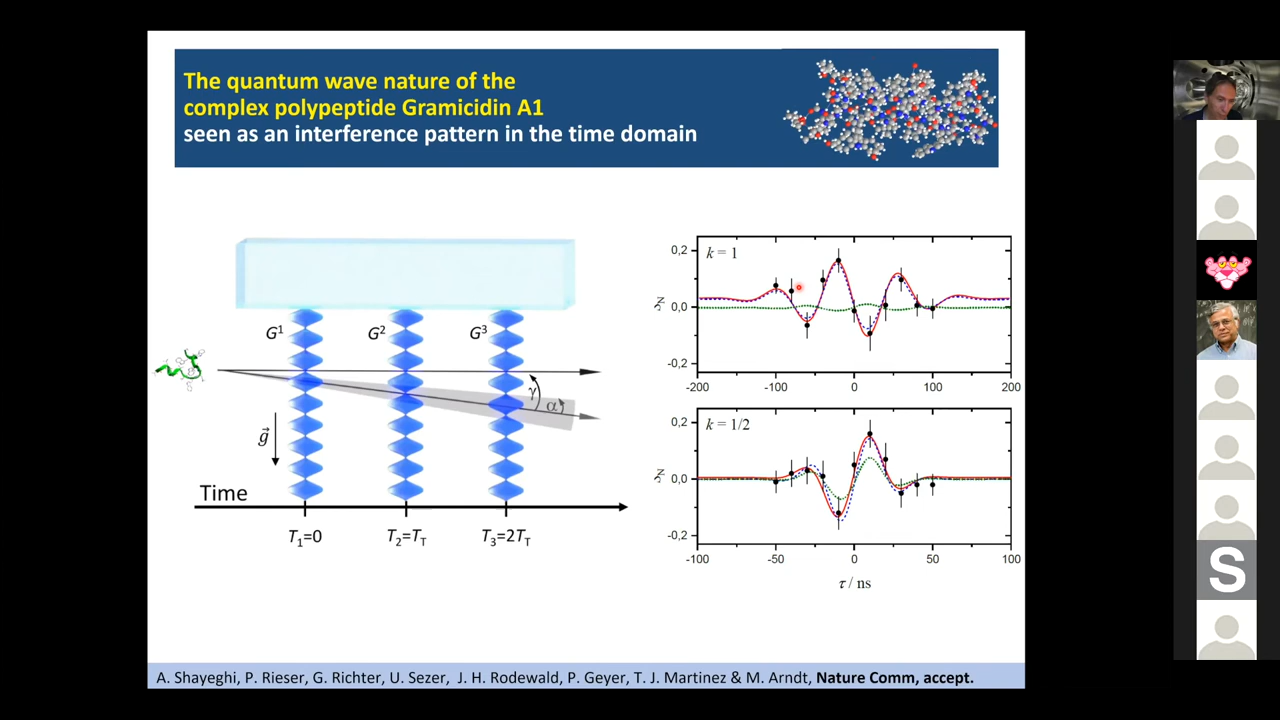 The quantum wave nature of the
complex polypeptide Gramicidin A1
seen as an interference pattern in the time domain
G¹ G² G³
γ
α
g⃗
Time
T₁=0 T₂=T_T T₃=2T_T
k = 1
0,2
0,0
-0,2
-200 -100 0 100 200
k = 1/2
0,2
0,0
-0,2
-100 -50 0 50 100
τ / ns
A. Shayeghi, P. Rieser, G. Richter, U. Sezer, J. H. Rodewald, P. Geyer, T. J. Martinez & M. Arndt, Nature Comm, accept.
S